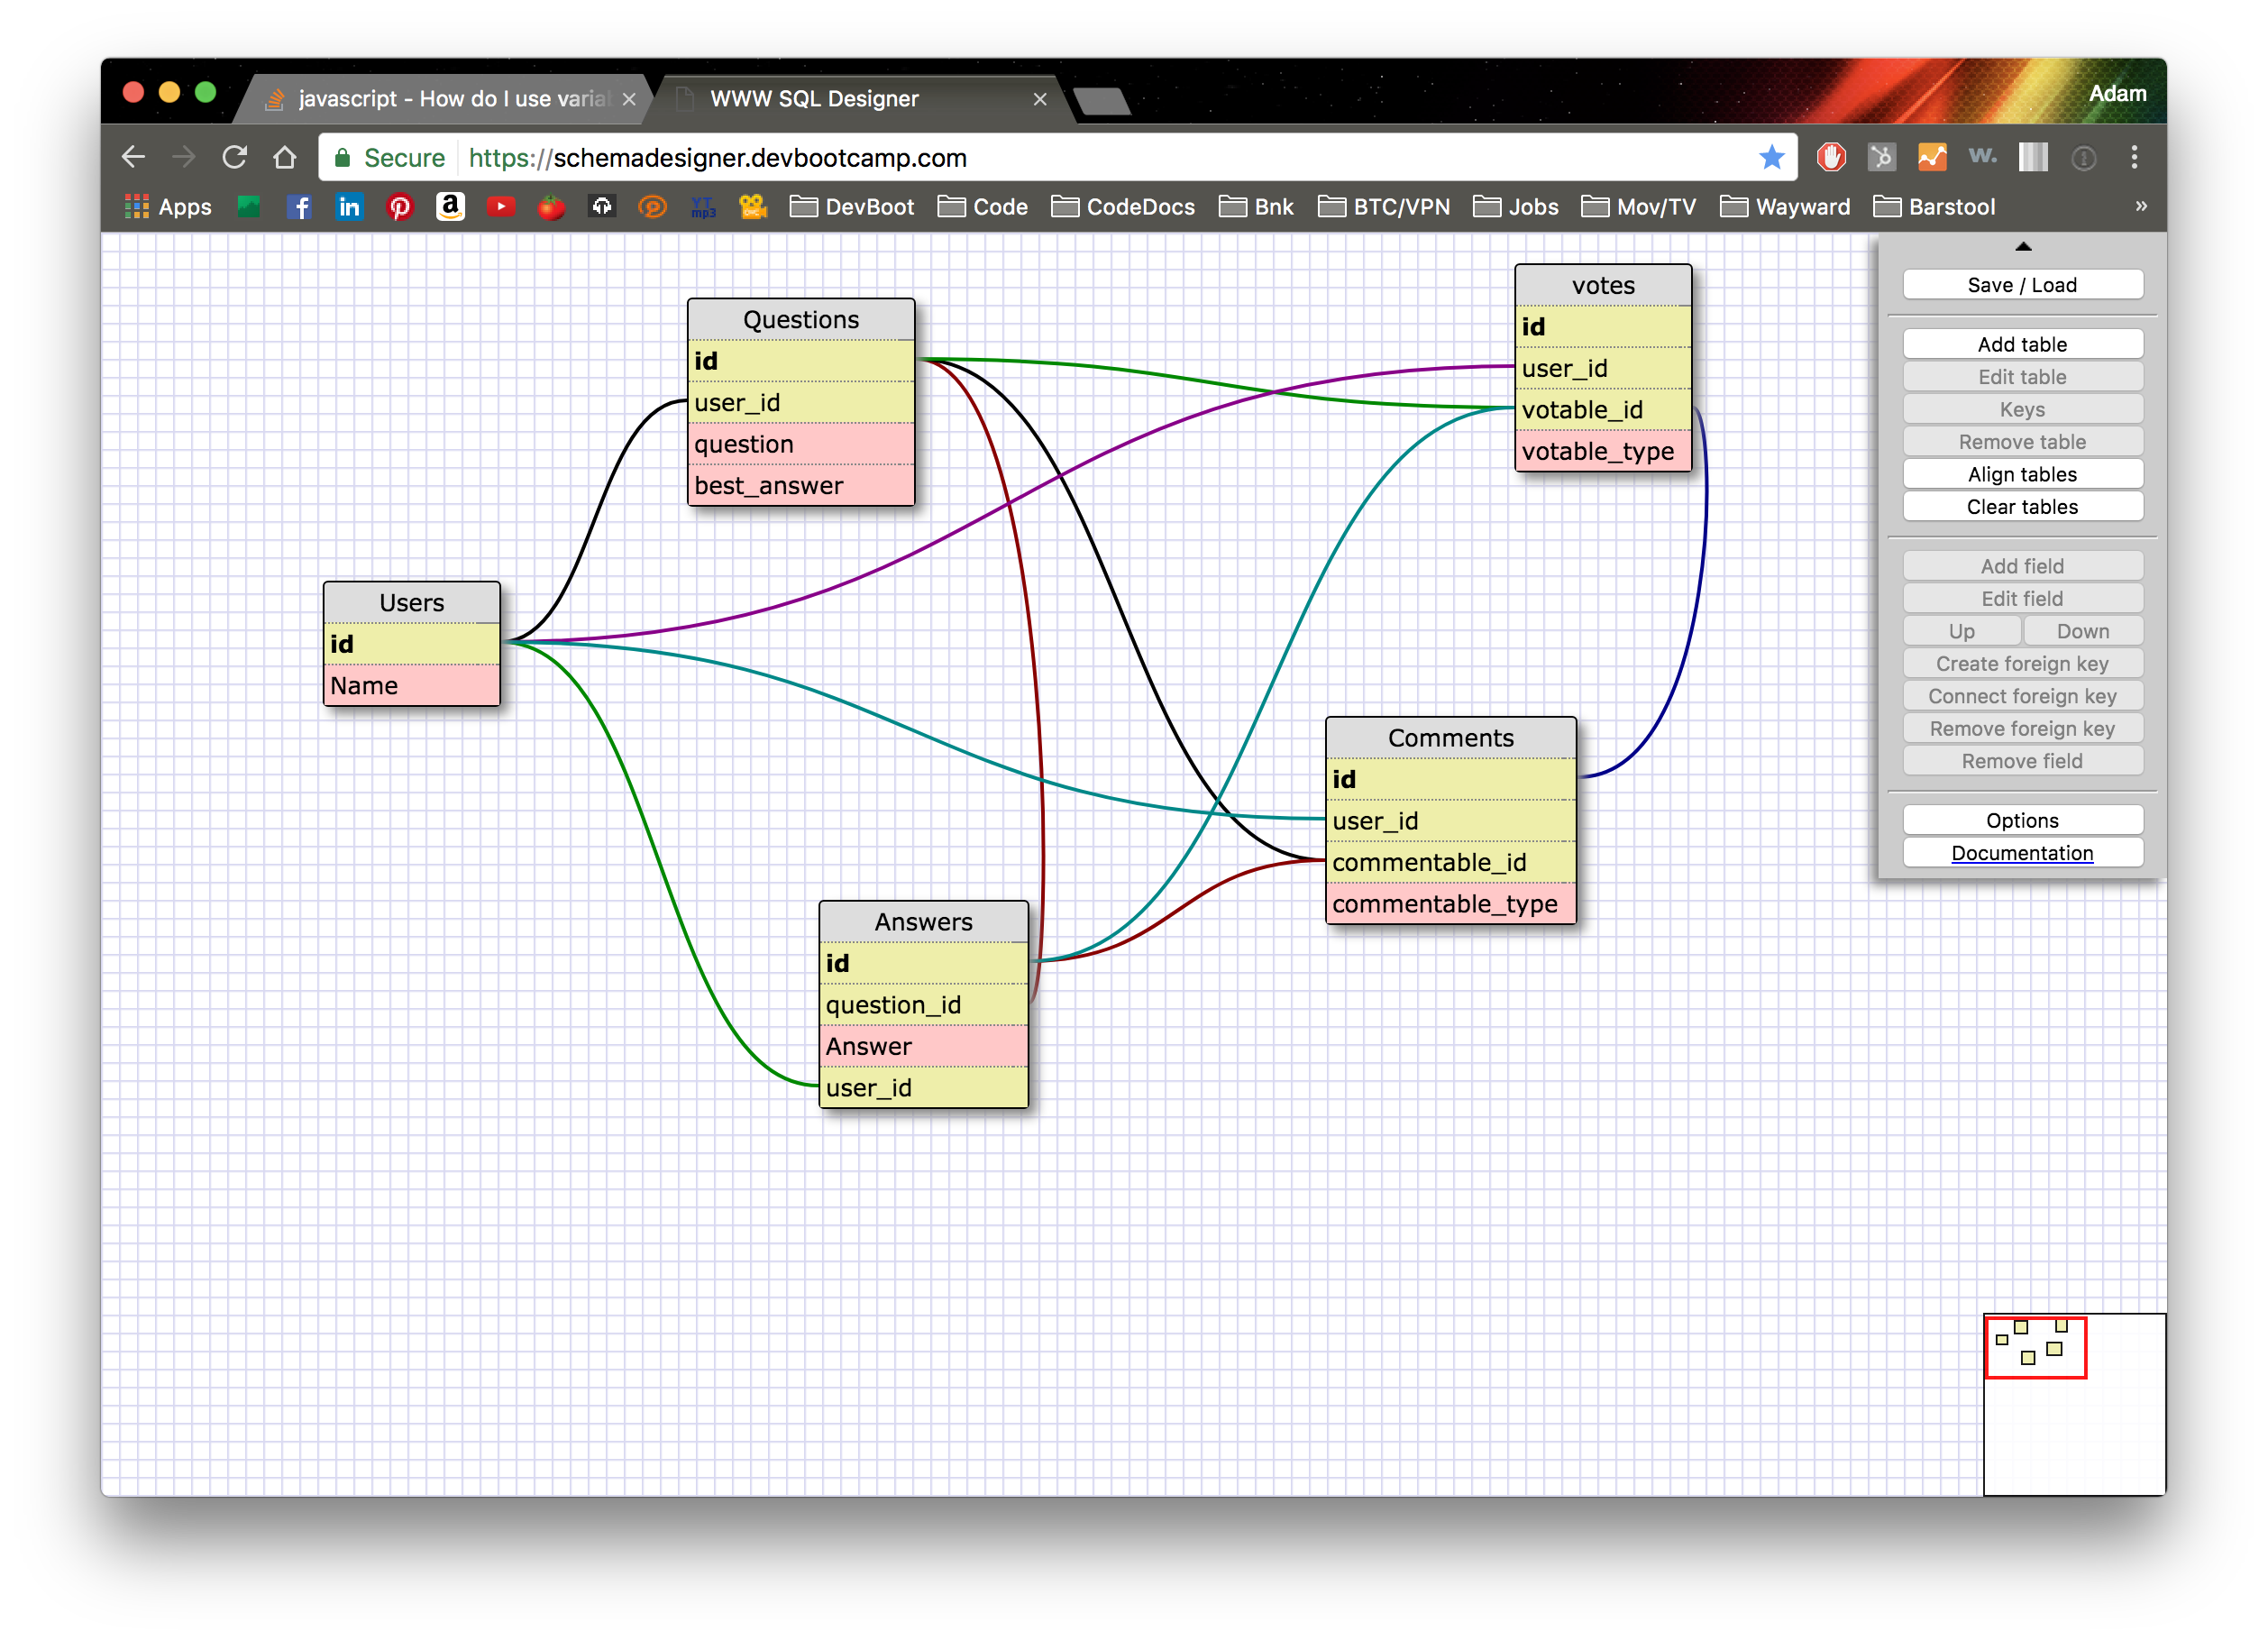 javascript - How do I use varia
WWW SQL Designer
Adam
Secure
https://schemadesigner.devbootcamp.com
w.
Apps
f
in
a
YT
mp3
DevBoot
Code
CodeDocs
Bnk
BTC/VPN
Jobs
Mov/TV
Wayward
Barstool
»
Questions
id
user_id
question
best_answer
votes
id
user_id
votable_id
votable_type
Users
id
Name
Comments
id
user_id
commentable_id
commentable_type
Answers
id
question_id
Answer
user_id
Save / Load
Add table
Edit table
Keys
Remove table
Align tables
Clear tables
Add field
Edit field
Up Down
Create foreign key
Connect foreign key
Remove foreign key
Remove field
Options
Documentation